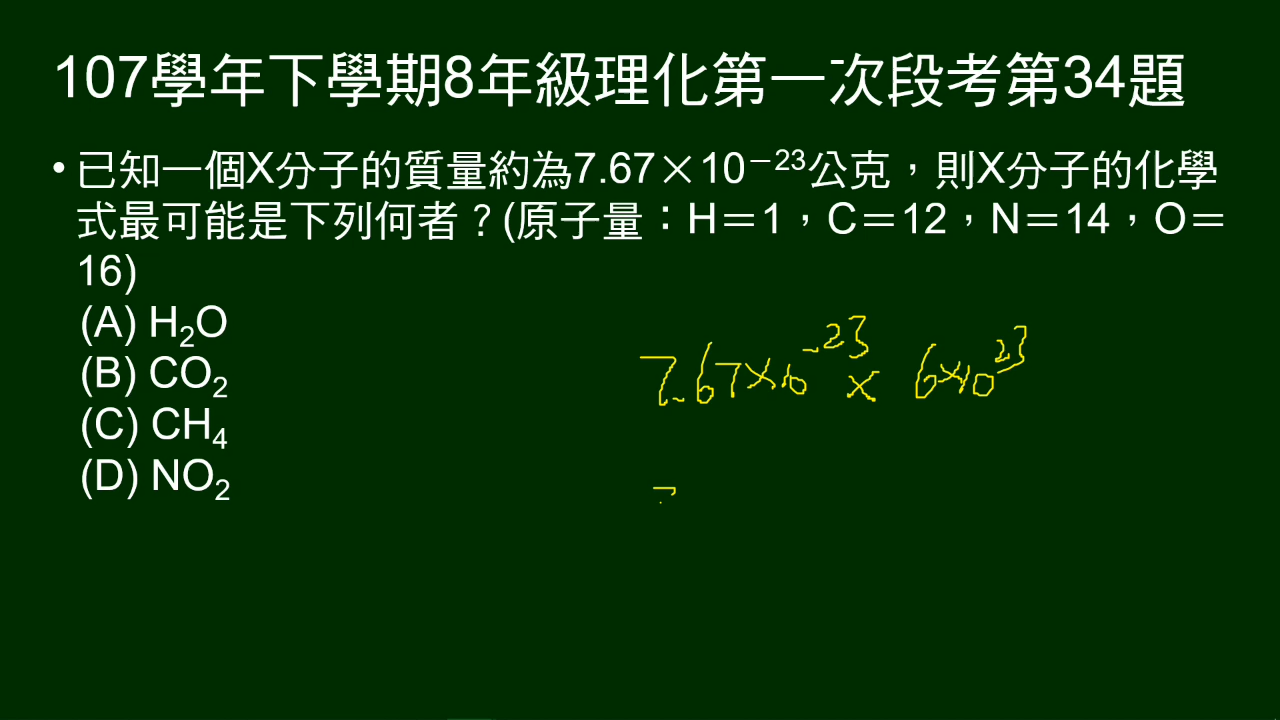 107學年下學期8年級理化第一次段考第34題
• 已知一個X分子的質量約為7.67×10⁻²³公克，則X分子的化學
式最可能是下列何者？(原子量：H＝1，C＝12，N＝14，O＝
16)
(A) H₂O
(B) CO₂
(C) CH₄
(D) NO₂
7.67×10⁻²³ × 6×10²³